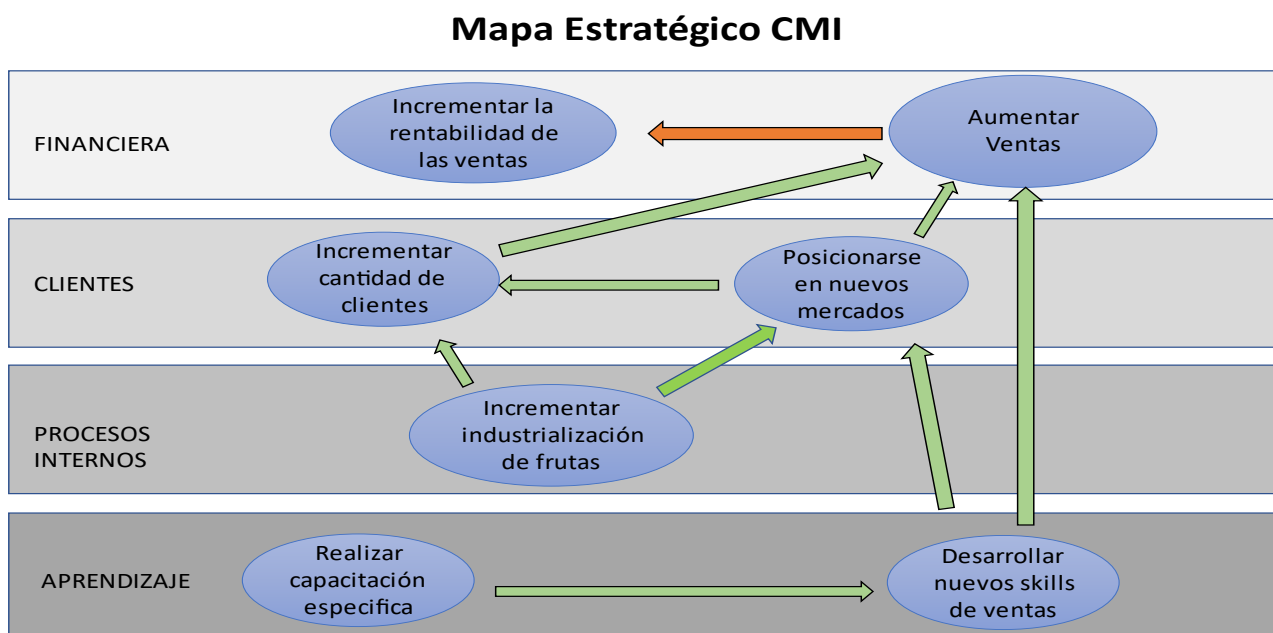 Mapa Estratégico CMI
FINANCIERA
Incrementar la
rentabilidad de
las ventas
Aumentar
Ventas
CLIENTES
Incrementar
cantidad de
clientes
Posicionarse
en nuevos
mercados
PROCESOS
INTERNOS
Incrementar
industrialización
de frutas
APRENDIZAJE
Realizar
capacitación
especifica
Desarrollar
nuevos skills
de ventas